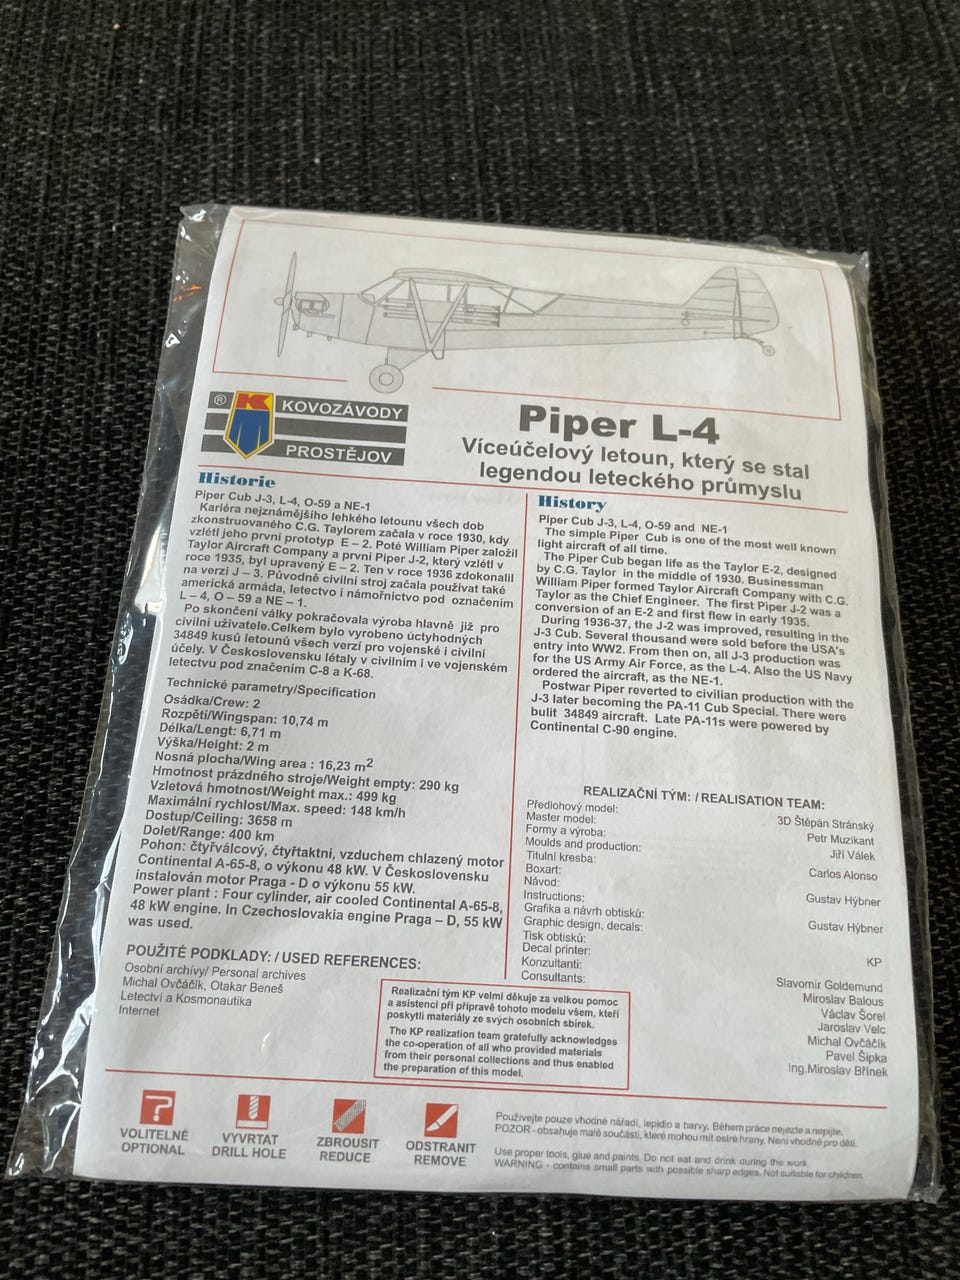 ® KOVOZÁVODY
PROSTĚJOV
Piper L-4
Víceúčelový letoun, který se stal
legendou leteckého průmyslu
Historie
Piper Cub J-3, L-4, O-59 a NE-1
Kariéra nejznámějšího lehkého letounu všech dob
zkonstruovaného C.G. Taylorem začala v roce 1930, kdy
vzlétl jeho první prototyp E – 2. Poté William Piper založil
Taylor Aircraft Company a první Piper J-2, který vzlétl v
roce 1935, byl upravený E – 2. Ten v roce 1936 zdokonalil
na verzi J – 3. Původně civilní stroj začala používat také
americká armáda, letectvo i námořnictvo pod označením
L – 4, O – 59 a NE – 1.
Po skončení války pokračovala výroba hlavně již pro
civilní uživatele.Celkem bylo vyrobeno úctyhodných
34849 kusů letounů všech verzí pro vojenské i civilní
účely. V Československu létaly v civilním i ve vojenském
letectvu pod značením C-8 a K-68.
Technické parametry/Specification
Osádka/Crew: 2
Rozpětí/Wingspan: 10,74 m
Délka/Lengt: 6,71 m
Výška/Height: 2 m
Nosná plocha/Wing area : 16,23 m²
Hmotnost prázdného stroje/Weight empty: 290 kg
Vzletová hmotnost/Weight max.: 499 kg
Maximální rychlost/Max. speed: 148 km/h
Dostup/Ceiling: 3658 m
Dolet/Range: 400 km
Pohon: čtyřválcový, čtyřtaktní, vzduchem chlazený motor
Continental A-65-8, o výkonu 48 kW. V Československu
instalován motor Praga - D o výkonu 55 kW.
Power plant : Four cylinder, air cooled Continental A-65-8,
48 kW engine. In Czechoslovakia engine Praga – D, 55 kW
was used.
POUŽITÉ PODKLADY: / USED REFERENCES:
Osobní archívy/ Personal archives
Michal Ovčáčík, Otakar Beneš
Letectví a Kosmonautika
Internet
History
Piper Cub J-3, L-4, O-59 and NE-1
The simple Piper Cub is one of the most well known
light aircraft of all time.
The Piper Cub began life as the Taylor E-2, designed
by C.G. Taylor in the middle of 1930. Businessman
William Piper formed Taylor Aircraft Company with C.G.
Taylor as the Chief Engineer. The first Piper J-2 was a
conversion of an E-2 and first flew in early 1935.
During 1936-37, the J-2 was improved, resulting in the
J-3 Cub. Several thousand were sold before the USA's
entry into WW2. From then on, all J-3 production was
for the US Army Air Force, as the L-4. Also the US Navy
ordered the aircraft, as the NE-1.
Postwar Piper reverted to civilian production with the
J-3 later becoming the PA-11 Cub Special. There were
bulit 34849 aircraft. Late PA-11s were powered by
Continental C-90 engine.
REALIZAČNÍ TÝM: / REALISATION TEAM:
Předlohový model:
Master model: 3D Štěpán Stránský
Formy a výroba: Petr Muzikant
Moulds and production: Jiří Válek
Titulní kresba:
Boxart: Carlos Alonso
Návod:
Instructions: Gustav Hýbner
Grafika a návrh obtisků:
Graphic design, decals: Gustav Hýbner
Tisk obtisků:
Decal printer: KP
Konzultanti:
Consultants: Slavomir Goldemund
Miroslav Balous
Václav Šorel
Jaroslav Velc
Michal Ovčáčík
Pavel Šipka
Ing.Miroslav Břínek
Realizační tým KP velmi děkuje za velkou pomoc
a asistenci při přípravě tohoto modelu všem, kteří
poskytli materiály ze svých osobních sbírek.
The KP realization team gratefully acknowledges
the co-operation of all who provided materials
from their personal collections and thus enabled
the preparation of this model.
VOLITELNÉ
OPTIONAL
VYVRTAT
DRILL HOLE
ZBROUSIT
REDUCE
ODSTRANIT
REMOVE
Používejte pouze vhodné nářadí, lepidlo a barvy. Během práce nejezte a nepijte.
POZOR - obsahuje malé součásti, které mohou mít ostré hrany. Není vhodné pro děti.
Use proper tools, glue and paints. Do not eat and drink during the work.
WARNING - contains small parts with possible sharp edges. Not suitable for children.